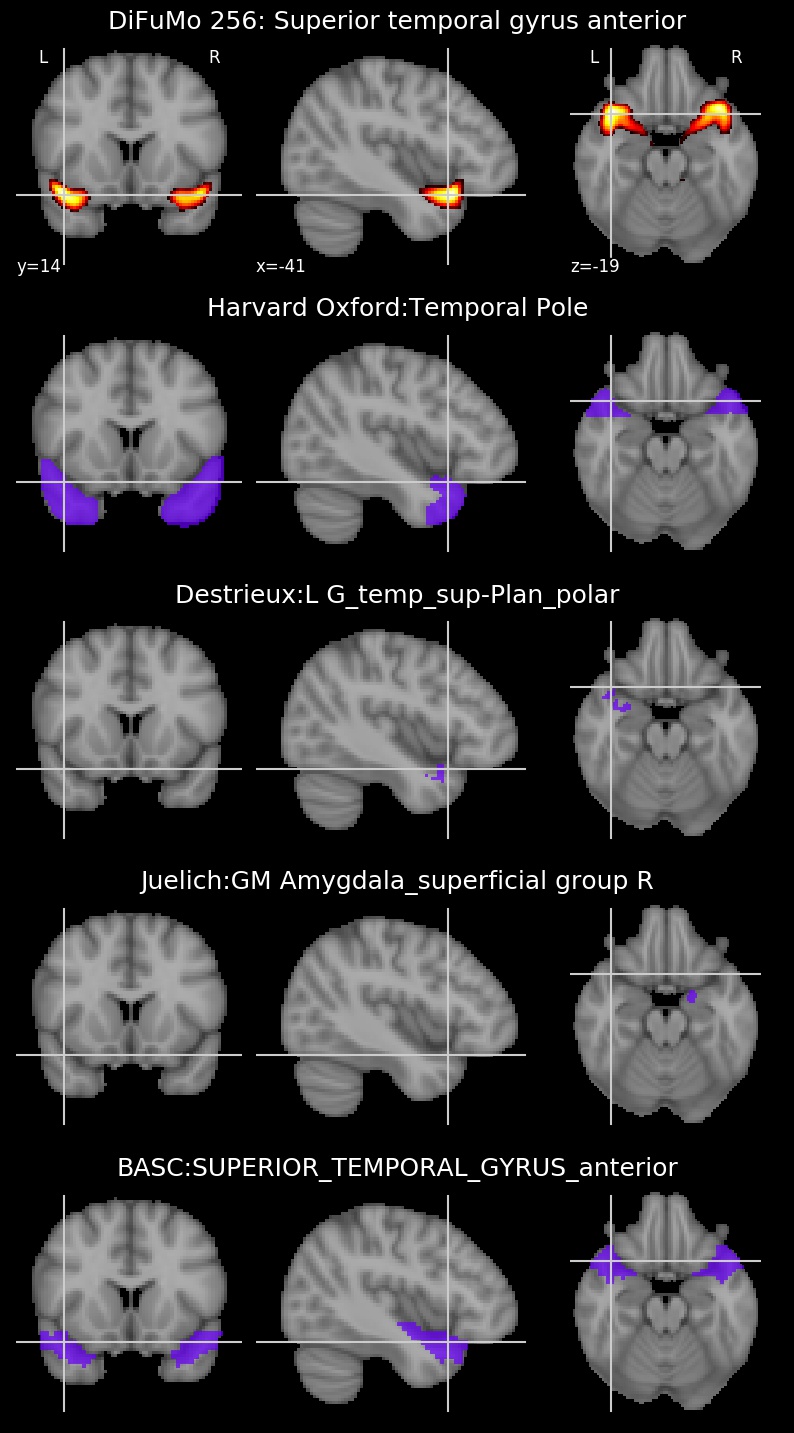 DiFuMo 256: Superior temporal gyrus anterior
L R L R
y=14 x=-41 z=-19
Harvard Oxford:Temporal Pole
Destrieux:L G_temp_sup-Plan_polar
Juelich:GM Amygdala_superficial group R
BASC:SUPERIOR_TEMPORAL_GYRUS_anterior